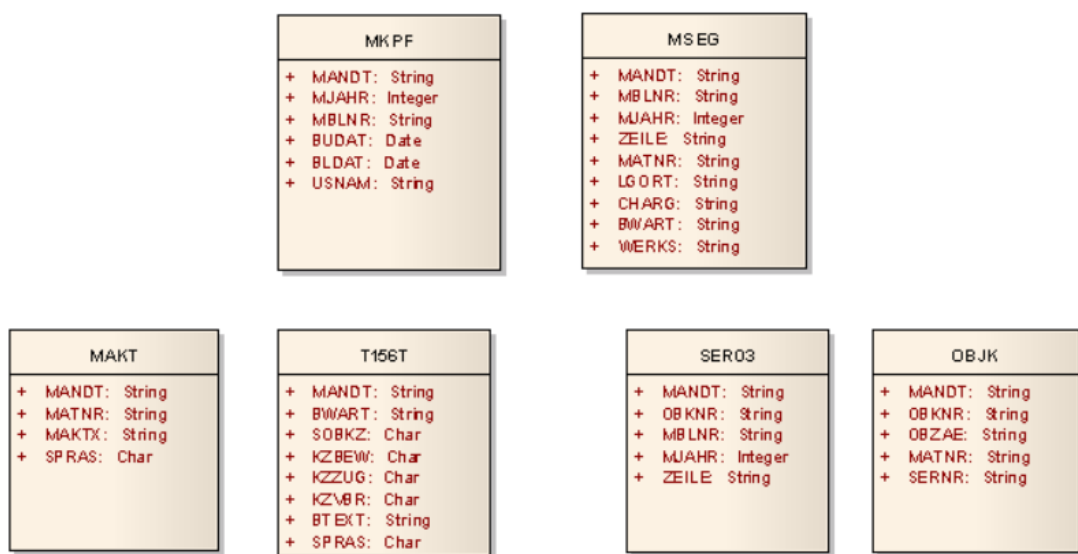 MKPF
+ MANDT: String
+ MJAHR: Integer
+ MBLNR: String
+ BUDAT: Date
+ BLDAT: Date
+ USNAM: String
MSEG
+ MANDT: String
+ MBLNR: String
+ MJAHR: Integer
+ ZEILE: String
+ MATNR: String
+ LGORT: String
+ CHARG: String
+ BWART: String
+ WERKS: String
MAKT
+ MANDT: String
+ MATNR: String
+ MAKTX: String
+ SPRAS: Char
T156T
+ MANDT: String
+ BWART: String
+ SOBKZ: Char
+ KZBEW: Char
+ KZZUG: Char
+ KZVBR: Char
+ BTEXT: String
+ SPRAS: Char
SER03
+ MANDT: String
+ OBKNR: String
+ MBLNR: String
+ MJAHR: Integer
+ ZEILE: String
OBJK
+ MANDT: String
+ OBKNR: String
+ OBZAE: String
+ MATNR: String
+ SERNR: String